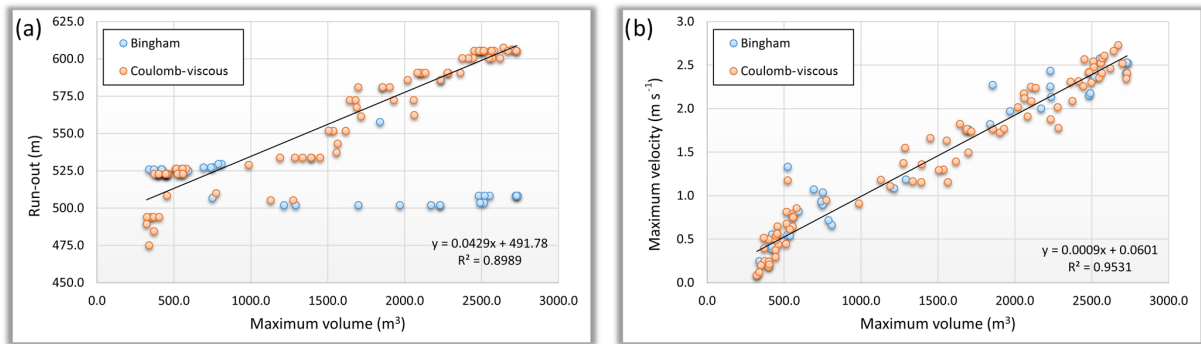 (a)
625.0
600.0
575.0
550.0
525.0
500.0
475.0
450.0
Run-out (m)
Bingham
Coulomb-viscous
y = 0.0429x + 491.78
R² = 0.8989
0.0 500.0 1000.0 1500.0 2000.0 2500.0 3000.0
Maximum volume (m³)
(b)
3.0
2.5
2.0
1.5
1.0
0.5
0.0
Maximum velocity (m s⁻¹)
Bingham
Coulomb-viscous
y = 0.0009x + 0.0601
R² = 0.9531
0.0 500.0 1000.0 1500.0 2000.0 2500.0 3000.0
Maximum volume (m³)